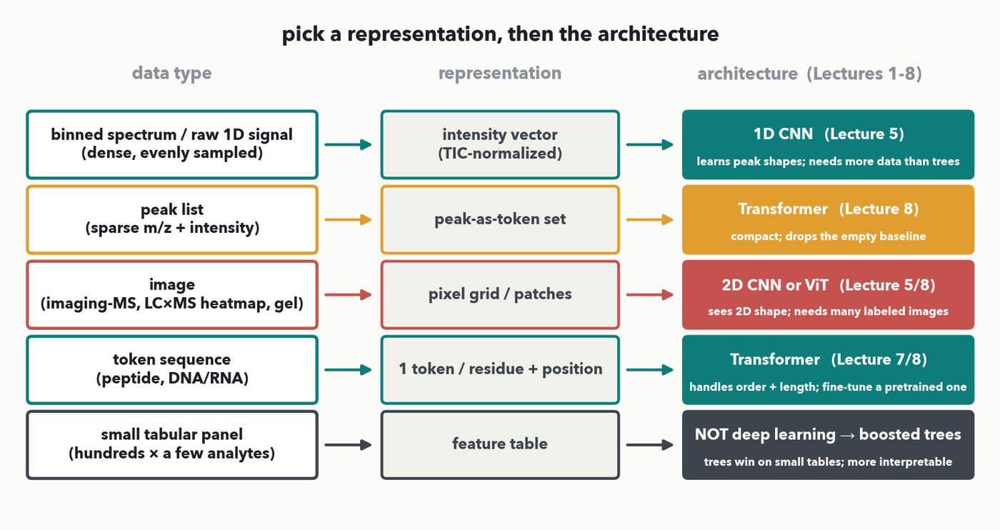 pick a representation, then the architecture
data type
representation
architecture (Lectures 1-8)
binned spectrum / raw 1D signal
(dense, evenly sampled)
intensity vector
(TIC-normalized)
1D CNN (Lecture 5)
learns peak shapes; needs more data than trees
peak list
(sparse m/z + intensity)
peak-as-token set
Transformer (Lecture 8)
compact; drops the empty baseline
image
(imaging-MS, LC×MS heatmap, gel)
pixel grid / patches
2D CNN or ViT (Lecture 5/8)
sees 2D shape; needs many labeled images
token sequence
(peptide, DNA/RNA)
1 token / residue + position
Transformer (Lecture 7/8)
handles order + length; fine-tune a pretrained one
small tabular panel
(hundreds × a few analytes)
feature table
NOT deep learning → boosted trees
trees win on small tables; more interpretable